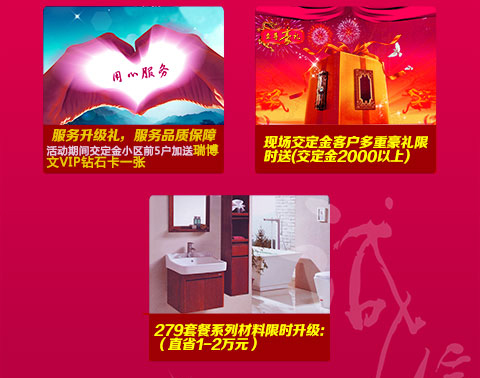 用心服务
服务升级礼，服务品质保障
活动期间交定金小区前5户加送瑞博
文VIP钻石卡一张
现场交定金客户多重豪礼限
时送(交定金2000以上)
279套餐系列材料限时升级:
（直省1-2万元）
诚信